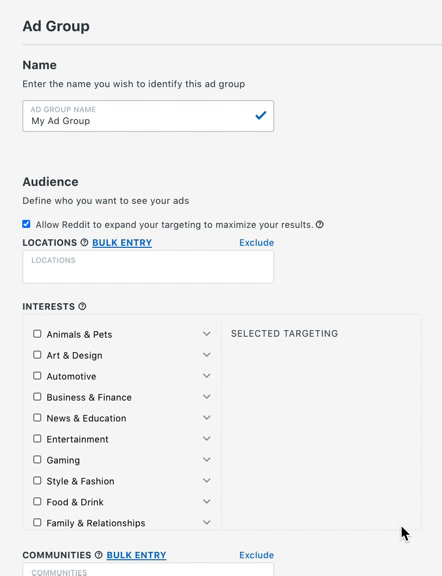 Ad Group
Name
Enter the name you wish to identify this ad group
AD GROUP NAME
My Ad Group
Audience
Define who you want to see your ads
Allow Reddit to expand your targeting to maximize your results.
LOCATIONS BULK ENTRY Exclude
LOCATIONS
INTERESTS
Animals & Pets
SELECTED TARGETING
Art & Design
Automotive
Business & Finance
News & Education
Entertainment
Gaming
Style & Fashion
Food & Drink
Family & Relationships
COMMUNITIES BULK ENTRY Exclude
COMMUNITIES